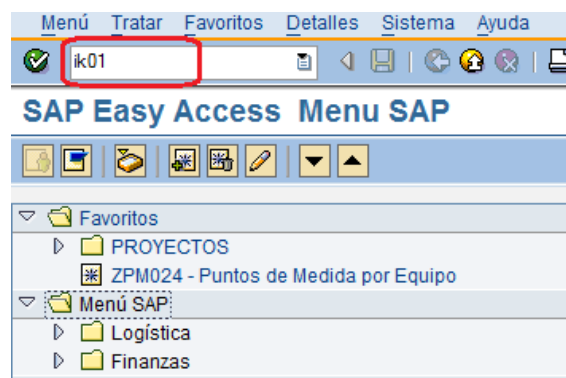 Menú Tratar Favoritos Detalles Sistema Ayuda
ik01
SAP Easy Access Menu SAP
Favoritos
PROYECTOS
ZPM024 - Puntos de Medida por Equipo
Menú SAP
Logística
Finanzas